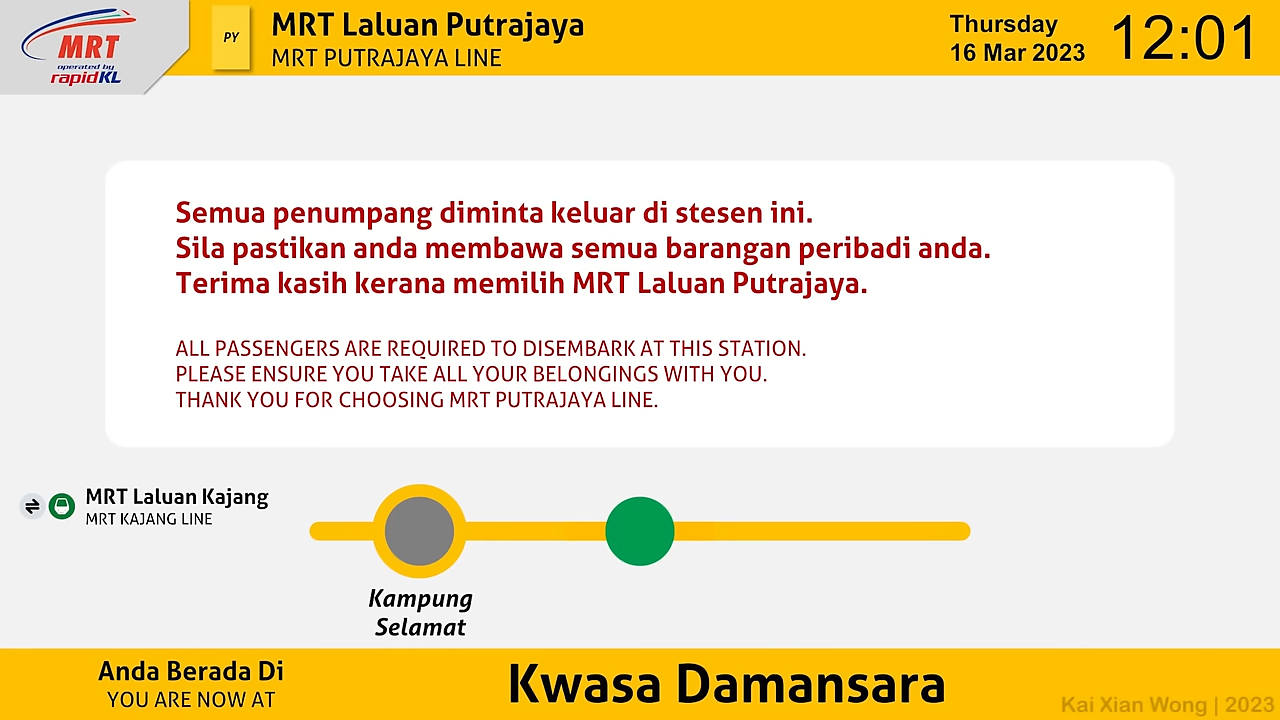 MRT
operated by
rapidKL
PY
MRT Laluan Putrajaya
MRT PUTRAJAYA LINE
Thursday
16 Mar 2023
12:01
Semua penumpang diminta keluar di stesen ini.
Sila pastikan anda membawa semua barangan peribadi anda.
Terima kasih kerana memilih MRT Laluan Putrajaya.
ALL PASSENGERS ARE REQUIRED TO DISEMBARK AT THIS STATION.
PLEASE ENSURE YOU TAKE ALL YOUR BELONGINGS WITH YOU.
THANK YOU FOR CHOOSING MRT PUTRAJAYA LINE.
MRT Laluan Kajang
MRT KAJANG LINE
Kampung
Selamat
Anda Berada Di
YOU ARE NOW AT
Kwasa Damansara
Kai Xian Wong | 2023